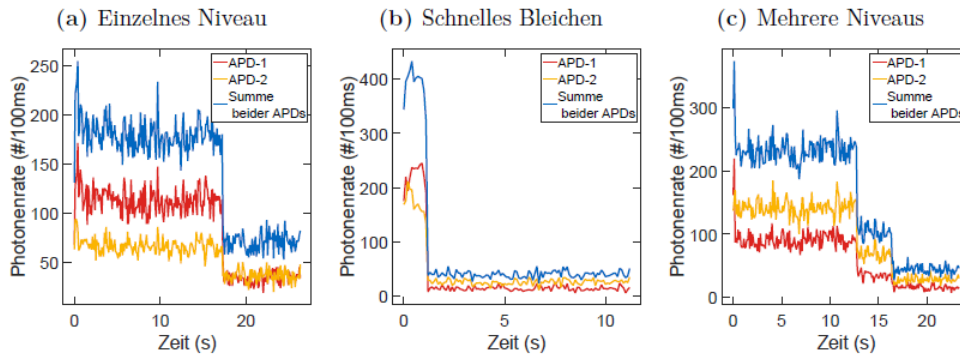 (a) Einzelnes Niveau
(b) Schnelles Bleichen
(c) Mehrere Niveaus
Photonenrate (#/100ms)
250
200
150
100
50
APD-1
APD-2
Summe
beider APDs
0
10
20
Zeit (s)
Photonenrate (#/100ms)
400
300
200
100
0
APD-1
APD-2
Summe
beider APDs
0
5
10
Zeit (s)
Photonenrate (#/100ms)
300
200
100
0
APD-1
APD-2
Summe
beider APDs
0
5
10
15
20
Zeit (s)